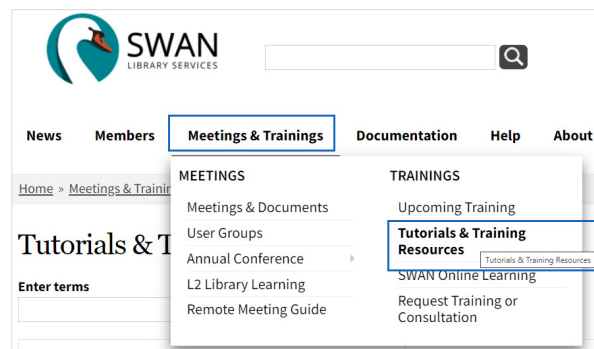 SWAN
LIBRARY SERVICES
News Members Meetings & Trainings Documentation Help About
Home » Meetings & Trainin
Tutorials & T
Enter terms
MEETINGS
Meetings & Documents
User Groups
Annual Conference
L2 Library Learning
Remote Meeting Guide
TRAININGS
Upcoming Training
Tutorials & Training
Resources
Tutorials & Training Resources
SWAN Online Learning
Request Training or
Consultation